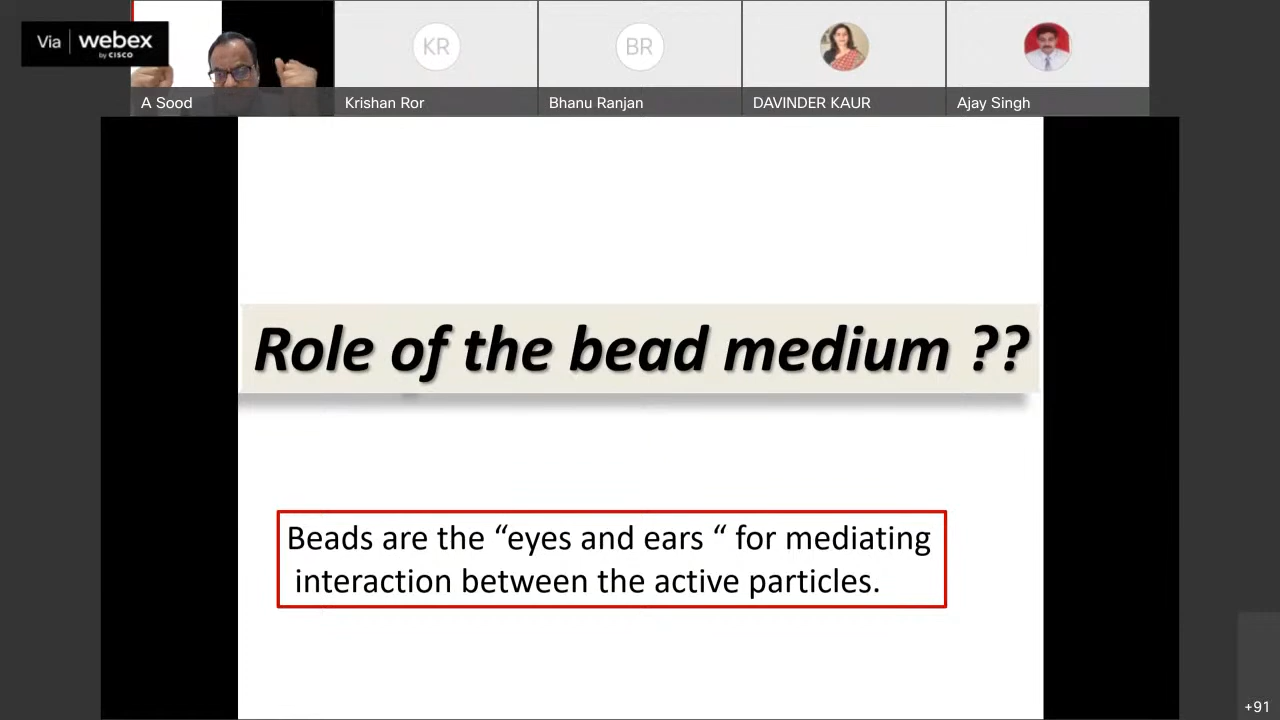 Via webex
by CISCO
KR
BR
A Sood
Krishan Ror
Bhanu Ranjan
DAVINDER KAUR
Ajay Singh
Role of the bead medium ??
Beads are the “eyes and ears “ for mediating
interaction between the active particles.
+91